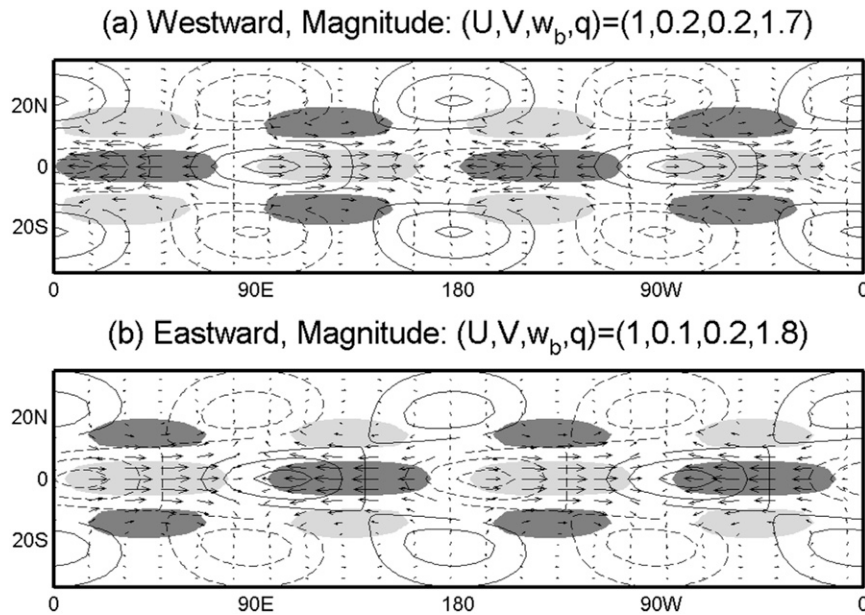 (a) Westward, Magnitude: (U,V,w_b,q)=(1,0.2,0.2,1.7)
20N
0
20S
0 90E 180 90W 0
(b) Eastward, Magnitude: (U,V,w_b,q)=(1,0.1,0.2,1.8)
20N
0
20S
0 90E 180 90W 0